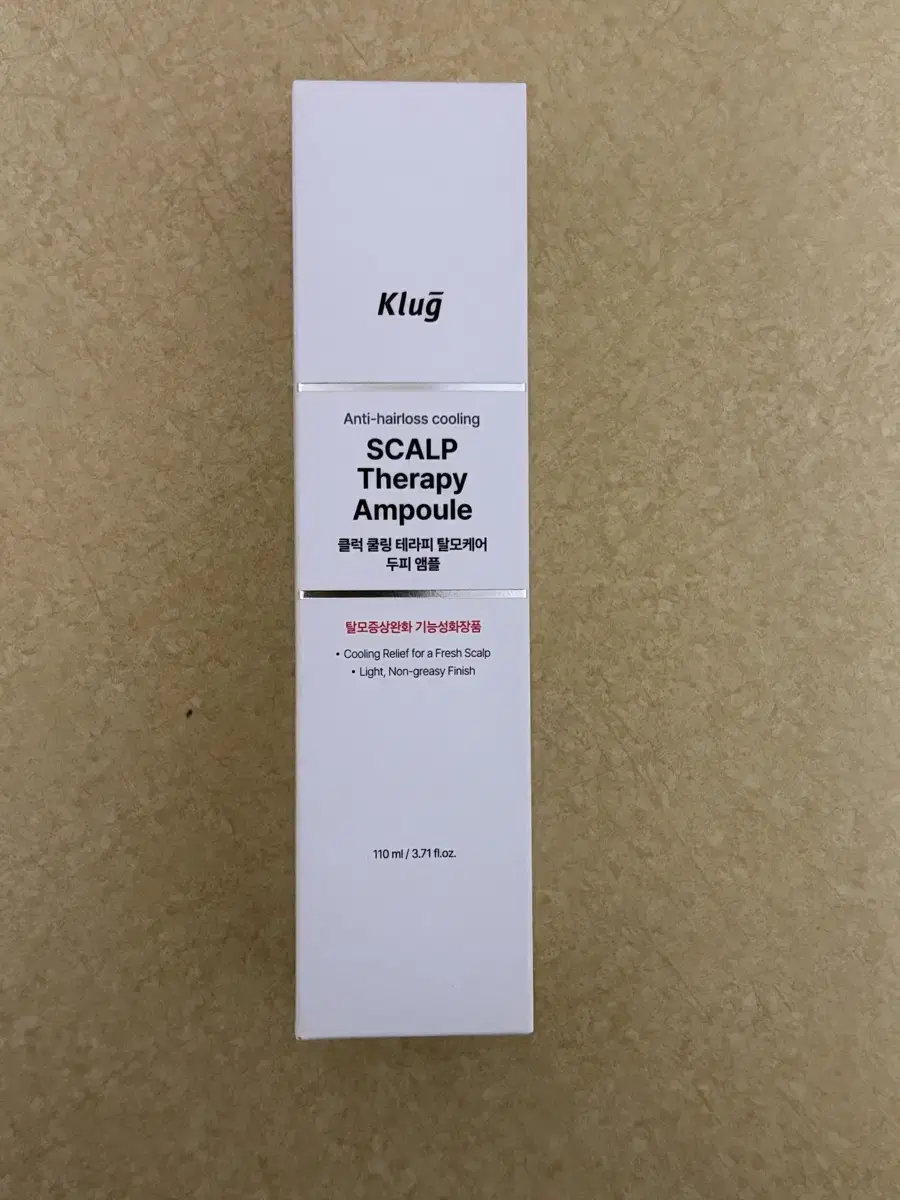 Klug̅
Anti-hairloss cooling
SCALP
Therapy
Ampoule
클럭 쿨링 테라피 탈모케어
두피 앰플
탈모증상완화 기능성화장품
• Cooling Relief for a Fresh Scalp
• Light, Non-greasy Finish
110 ml / 3.71 fl.oz.